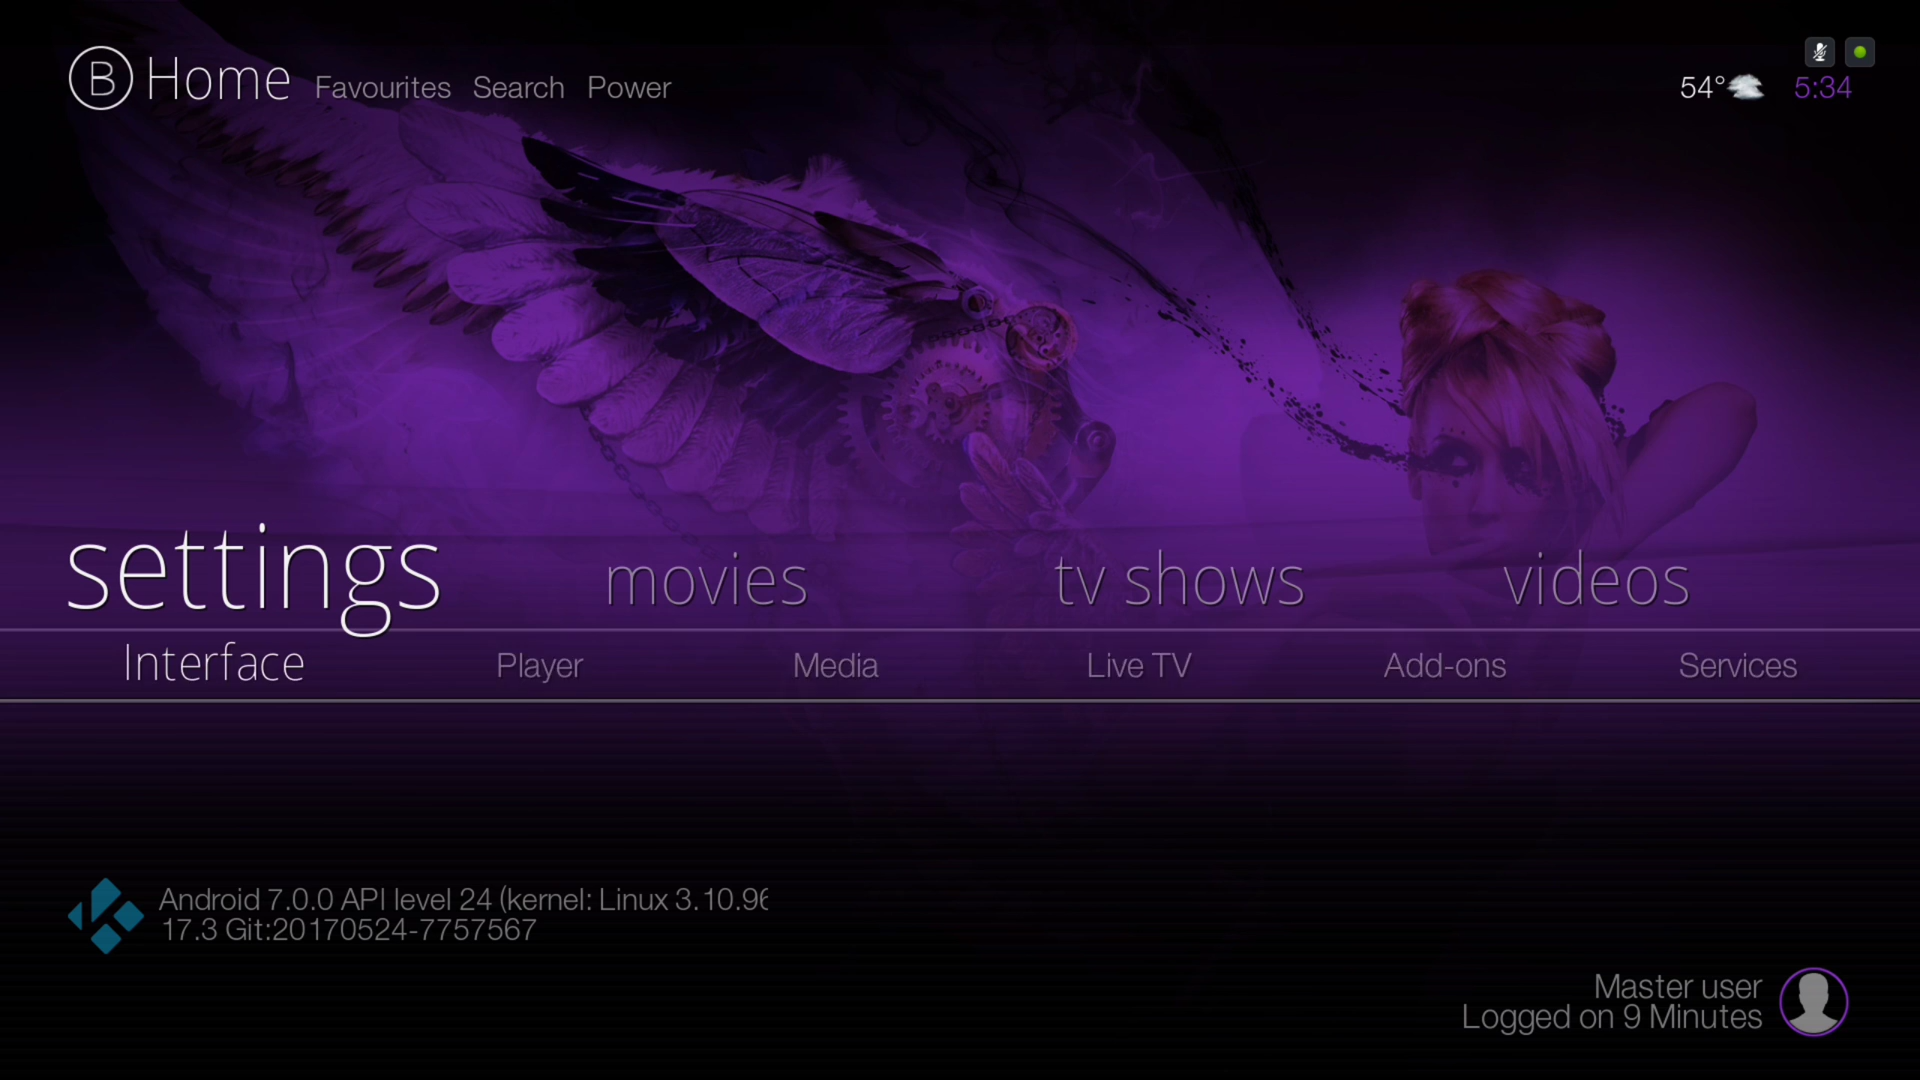 B Home Favourites Search Power
54° 5:34
settings movies tv shows videos
Interface Player Media Live TV Add-ons Services
Android 7.0.0 API level 24 (kernel: Linux 3.10.96
17.3 Git:20170524-7757567
Master user
Logged on 9 Minutes